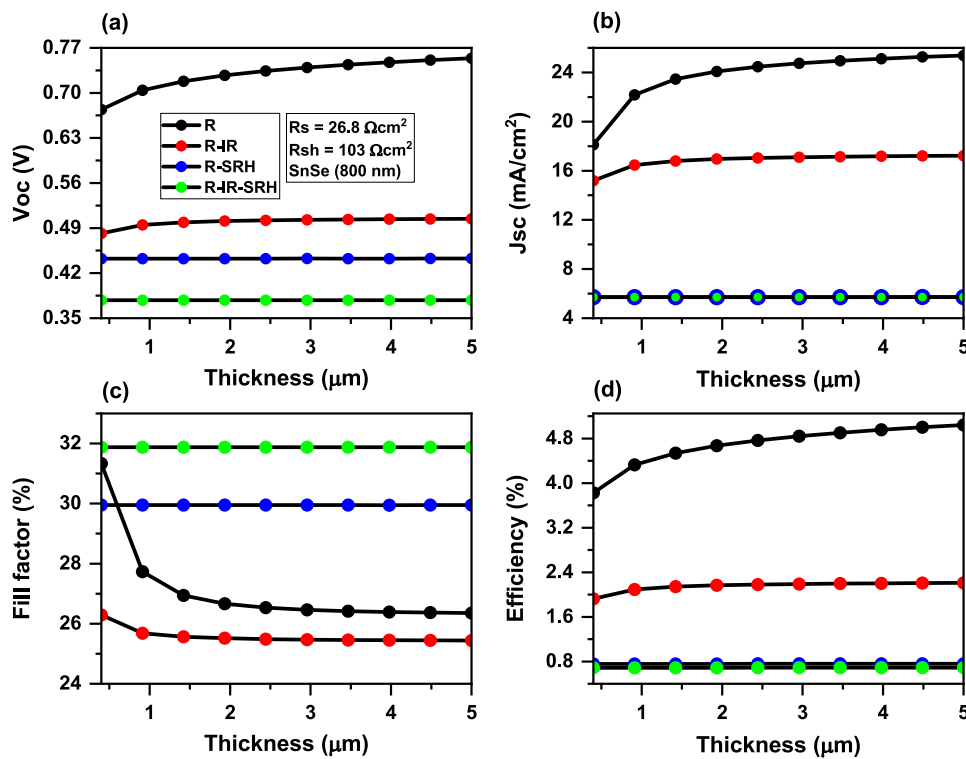 (a)
Voc (V)
0.77
0.70
0.63
0.56
0.49
0.42
0.35
R
R-IR
R-SRH
R-IR-SRH
Rs = 26.8 Ωcm²
Rsh = 103 Ωcm²
SnSe (800 nm)
1 2 3 4 5
Thickness (μm)
(b)
Jsc (mA/cm²)
24
20
16
12
8
4
1 2 3 4 5
Thickness (μm)
(c)
Fill factor (%)
32
30
28
26
24
1 2 3 4 5
Thickness (μm)
(d)
Efficiency (%)
4.8
4.0
3.2
2.4
1.6
0.8
1 2 3 4 5
Thickness (μm)